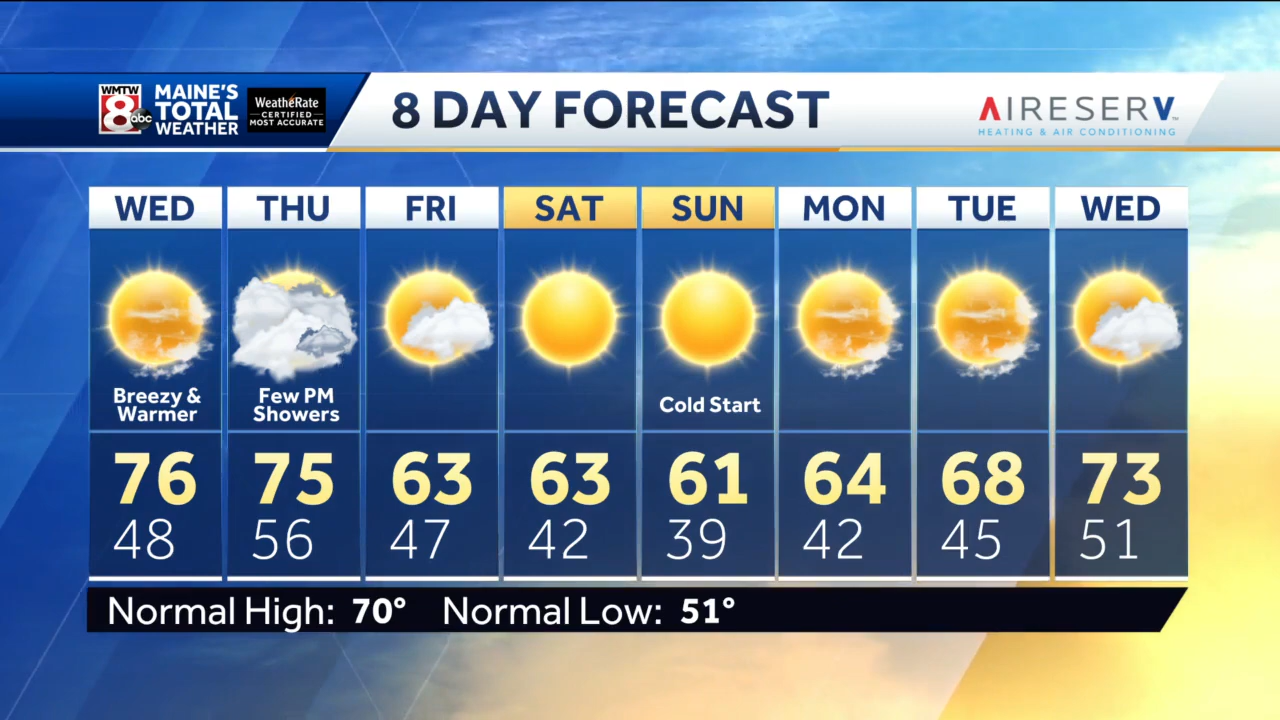 WMTW
8
abc
MAINE'S
TOTAL
WEATHER
WeatheRate
CERTIFIED
MOST ACCURATE
8 DAY FORECAST
AIRESERV™
HEATING & AIR CONDITIONING
WED THU FRI SAT SUN MON TUE WED
Breezy &
Warmer
Few PM
Showers
Cold Start
76 75 63 63 61 64 68 73
48 56 47 42 39 42 45 51
Normal High: 70° Normal Low: 51°